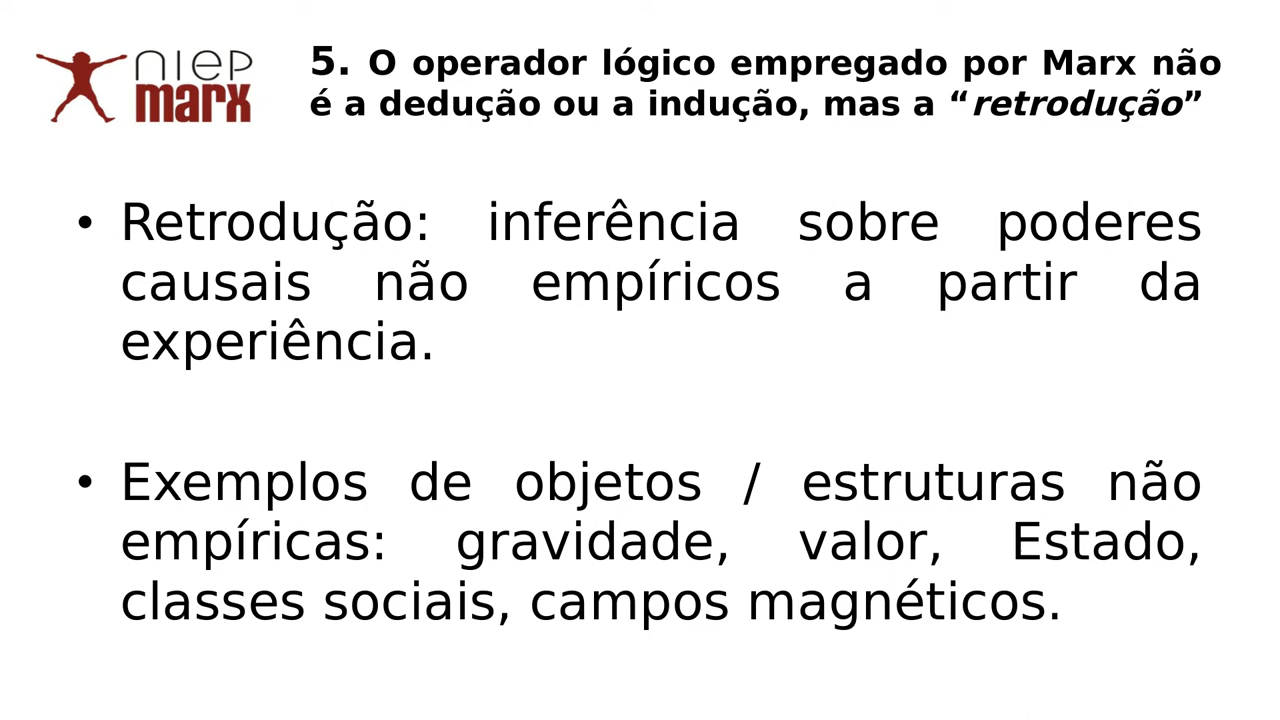 NIEP
marx
5. O operador lógico empregado por Marx não
é a dedução ou a indução, mas a “retrodução”
• Retrodução: inferência sobre poderes
causais não empíricos a partir da
experiência.
• Exemplos de objetos / estruturas não
empíricas: gravidade, valor, Estado,
classes sociais, campos magnéticos.